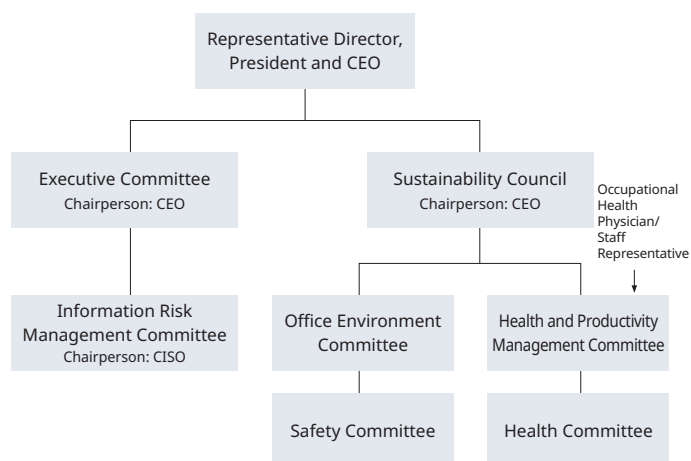 Representative Director,
President and CEO
Executive Committee
Chairperson: CEO
Sustainability Council
Chairperson: CEO
Occupational
Health
Physician/
Staff
Representative
Information Risk
Management Committee
Chairperson: CISO
Office Environment
Committee
Health and Productivity
Management Committee
Safety Committee
Health Committee